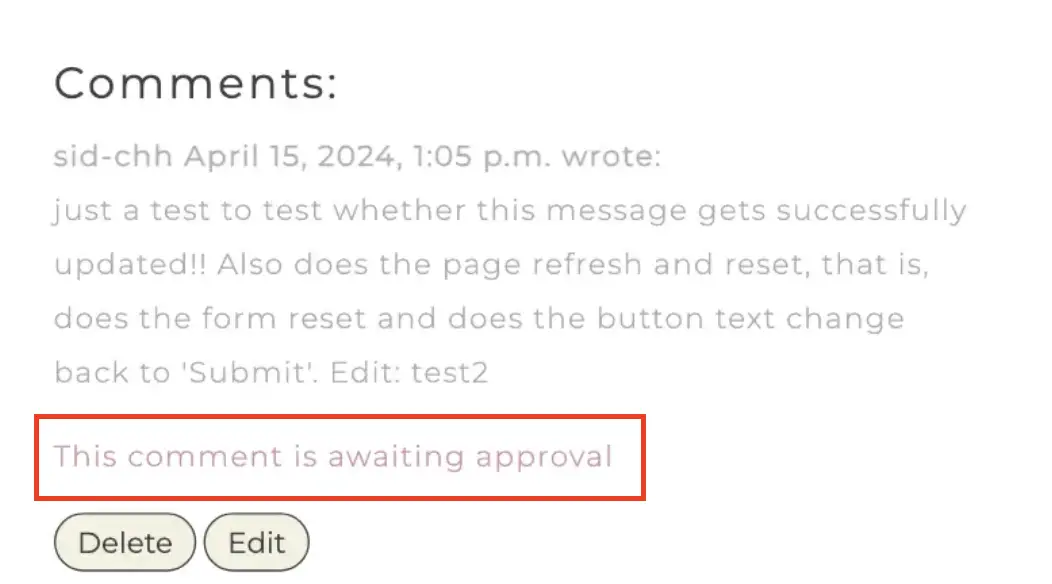 Comments:
sid-chh April 15, 2024, 1:05 p.m. wrote:
just a test to test whether this message gets successfully
updated!! Also does the page refresh and reset, that is,
does the form reset and does the button text change
back to 'Submit'. Edit: test2
This comment is awaiting approval
Delete Edit